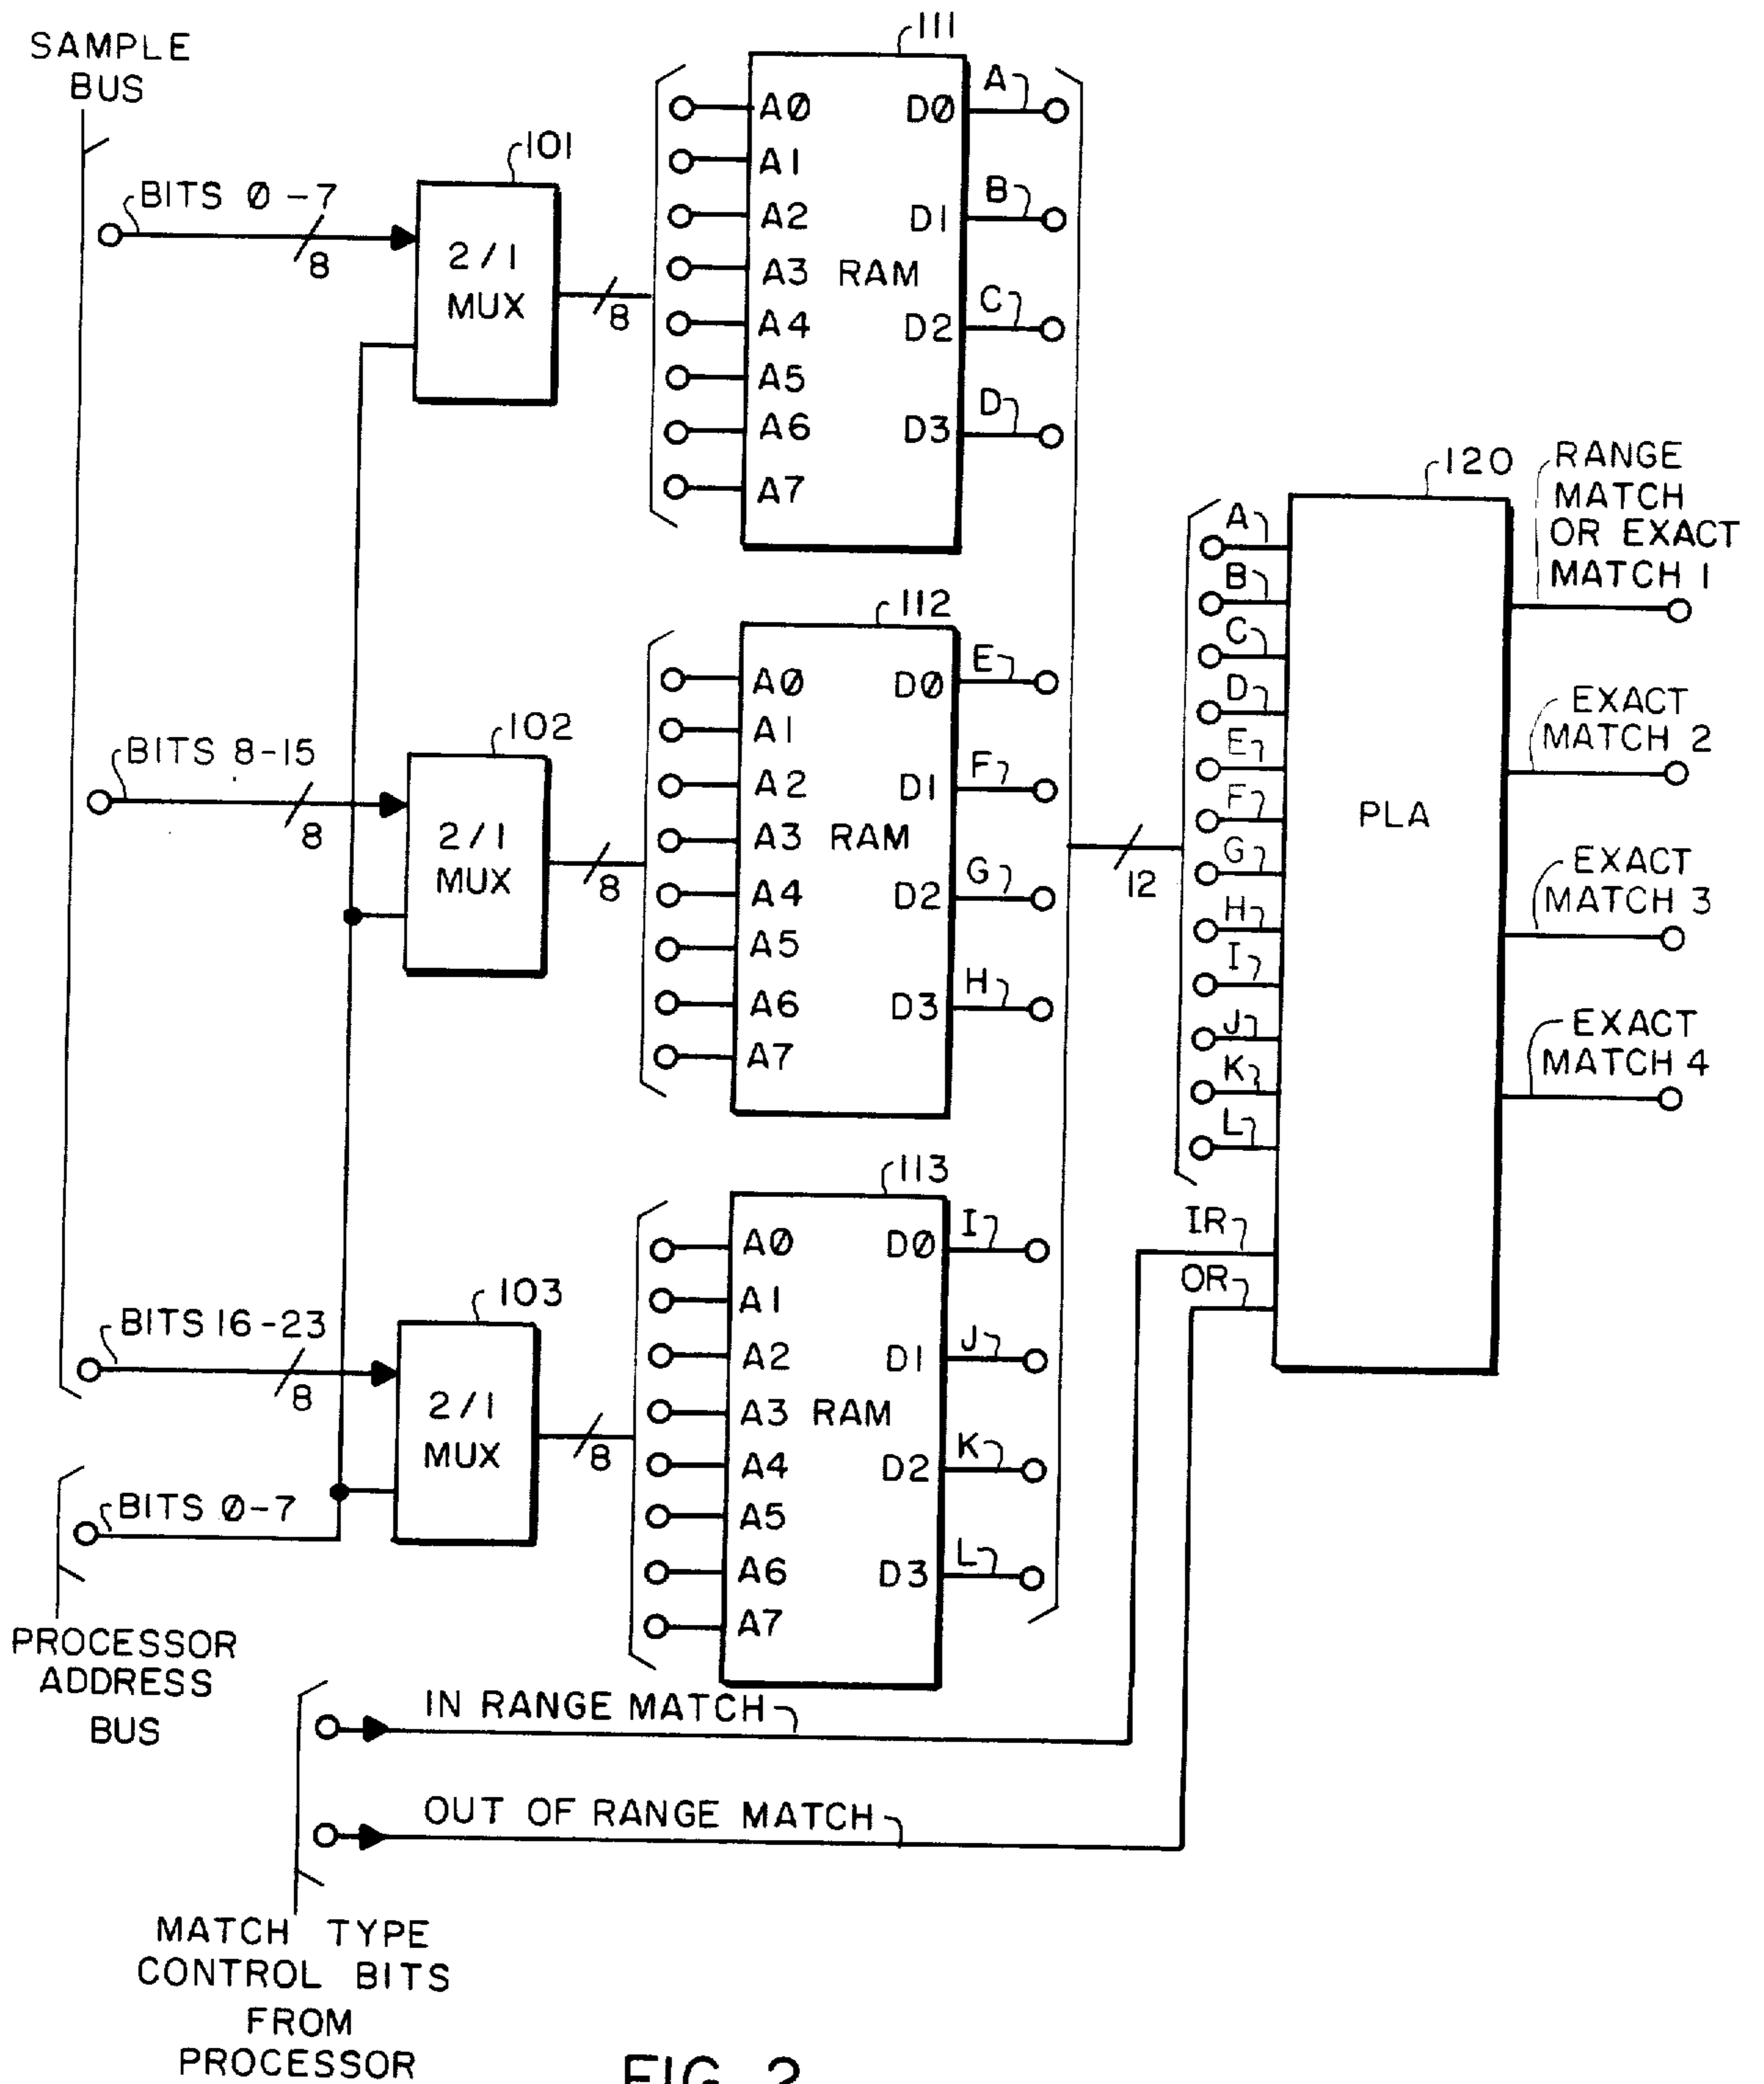 SAMPLE
BUS
BITS 0-7
8
101
2/1
MUX
8
111
A0
A1
A2
A3
A4
A5
A6
A7
RAM
D0
D1
D2
D3
A
B
C
D
BITS 8-15
8
102
2/1
MUX
8
112
A0
A1
A2
A3
A4
A5
A6
A7
RAM
D0
D1
D2
D3
E
F
G
H
BITS 16-23
8
103
2/1
MUX
8
113
A0
A1
A2
A3
A4
A5
A6
A7
RAM
D0
D1
D2
D3
I
J
K
L
BITS 0-7
PROCESSOR
ADDRESS
BUS
12
120
A
B
C
D
E
F
G
H
I
J
K
L
IR
OR
PLA
RANGE
MATCH
OR EXACT
MATCH 1
EXACT
MATCH 2
EXACT
MATCH 3
EXACT
MATCH 4
IN RANGE MATCH
OUT OF RANGE MATCH
MATCH TYPE
CONTROL BITS
FROM
PROCESSOR
FIG 2